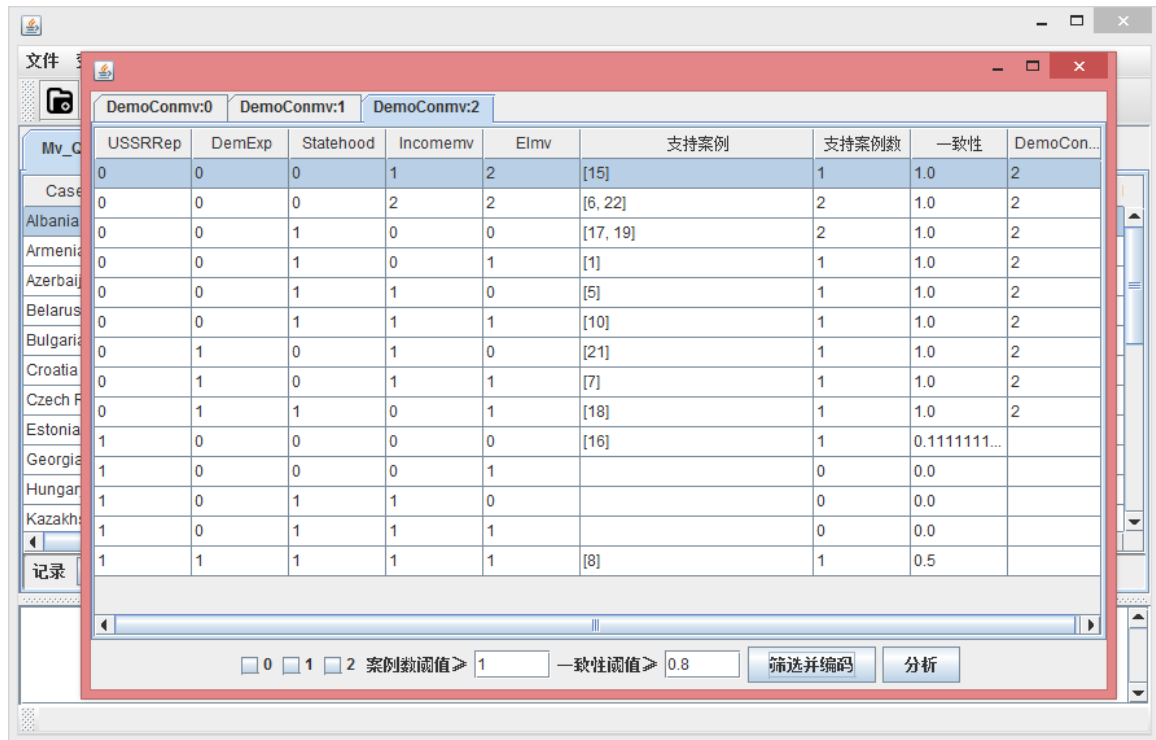 文件
DemoConmv:0 DemoConmv:1 DemoConmv:2
Mv_Q
USSRRep DemExp Statehood Incomemv EImv 支持案例 支持案例数 一致性 DemoCon...
0 0 0 1 2 [15] 1 1.0 2
0 0 0 2 2 [6, 22] 2 1.0 2
0 0 1 0 0 [17, 19] 2 1.0 2
0 0 1 0 1 [1] 1 1.0 2
0 0 1 1 0 [5] 1 1.0 2
0 0 1 1 1 [10] 1 1.0 2
0 1 0 1 0 [21] 1 1.0 2
0 1 0 1 1 [7] 1 1.0 2
0 1 1 0 1 [18] 1 1.0 2
1 0 0 0 0 [16] 1 0.1111111...
1 0 0 0 1 0 0.0
1 0 1 1 0 0 0.0
1 0 1 1 1 0 0.0
1 1 1 1 1 [8] 1 0.5
Case
Albania
Armenia
Azerbaij
Belarus
Bulgaria
Croatia
Czech R
Estonia
Georgia
Hungar
Kazakh
记录
0 1 2 案例数阈值≥ 1 一致性阈值≥ 0.8 筛选并编码 分析